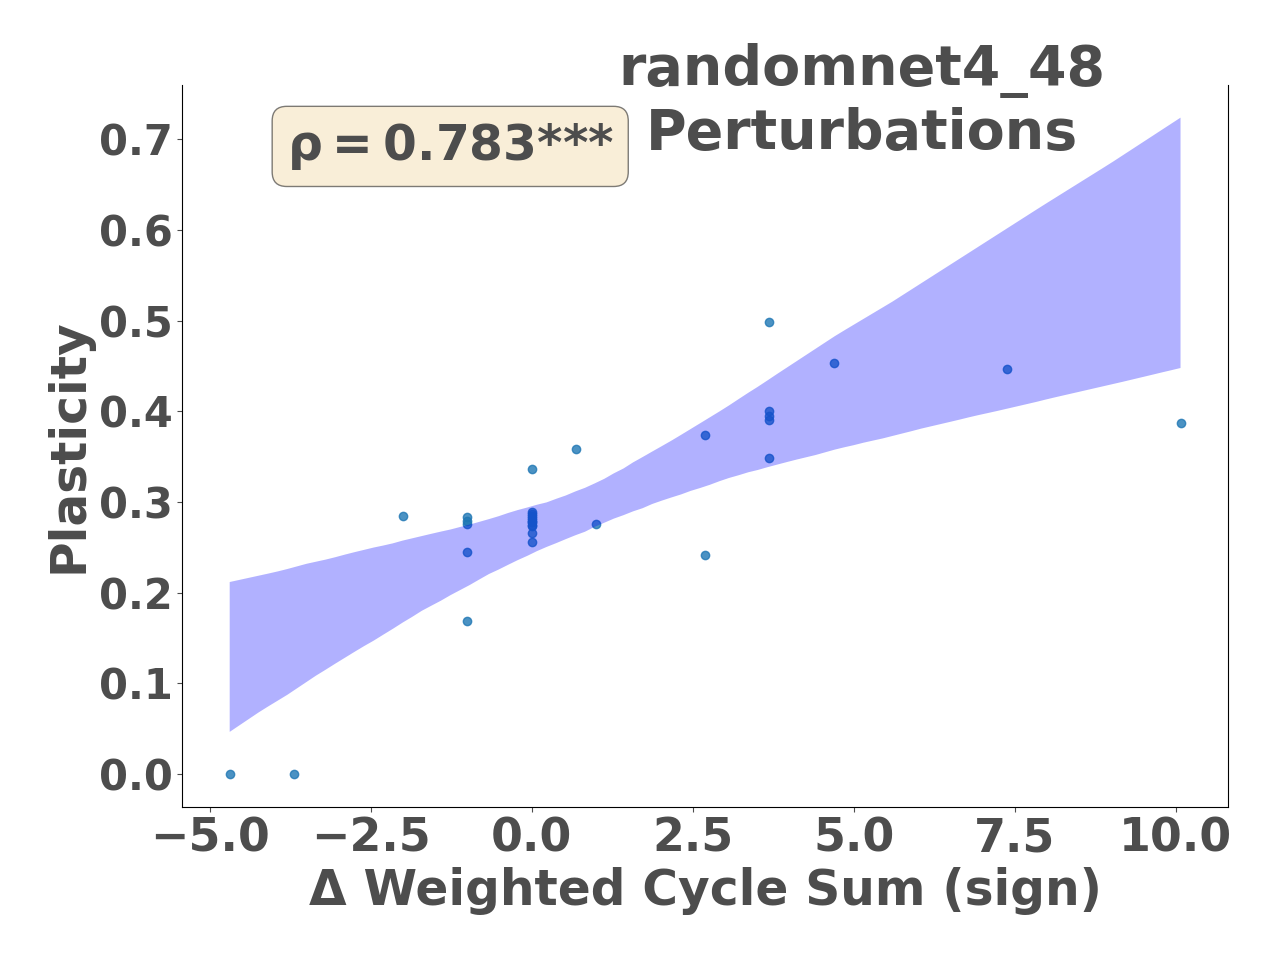 randomnet4_48
Perturbations
ρ = 0.783***
0.7
0.6
0.5
0.4
0.3
0.2
0.1
0.0
Plasticity
−5.0 −2.5 0.0 2.5 5.0 7.5 10.0
Δ Weighted Cycle Sum (sign)